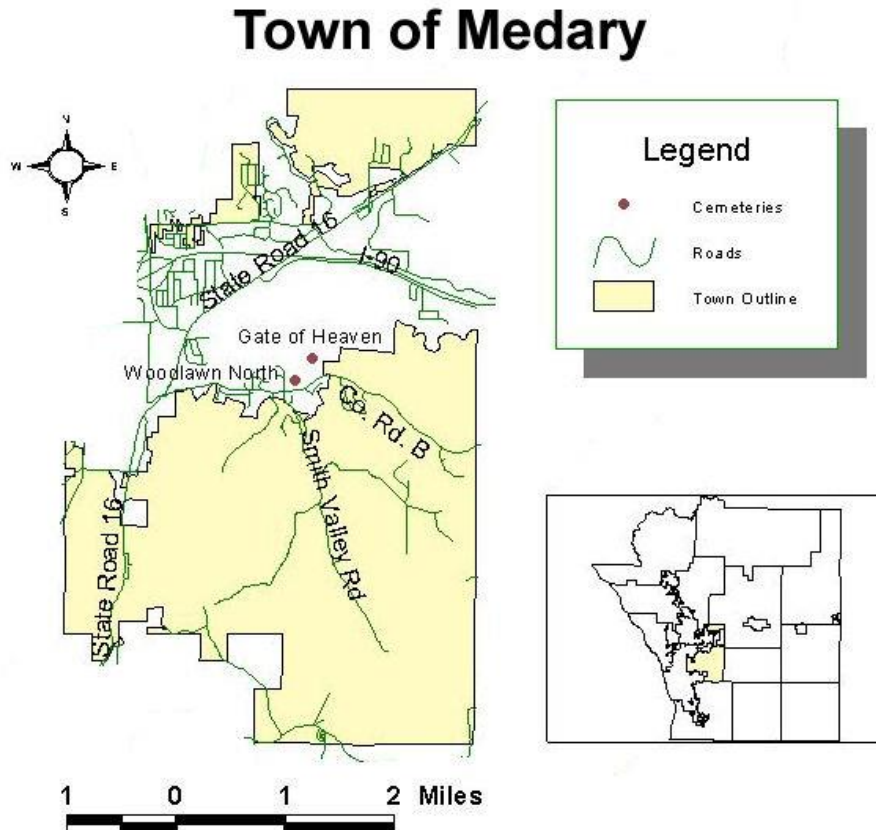 Town of Medary
N
W E
S
Legend
Cemeteries
Roads
Town Outline
State Road 16
I-90
Gate of Heaven
Woodlawn North
Co. Rd. B
Smith Valley Rd
State Road 16
1 0 1 2 Miles